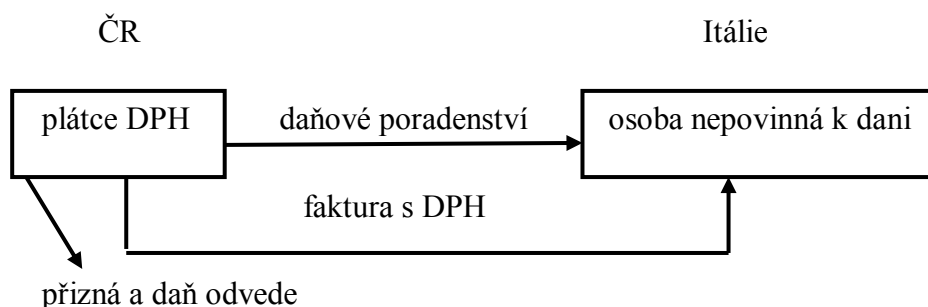 ČR Itálie
plátce DPH daňové poradenství osoba nepovinná k dani
faktura s DPH
přizná a daň odvede